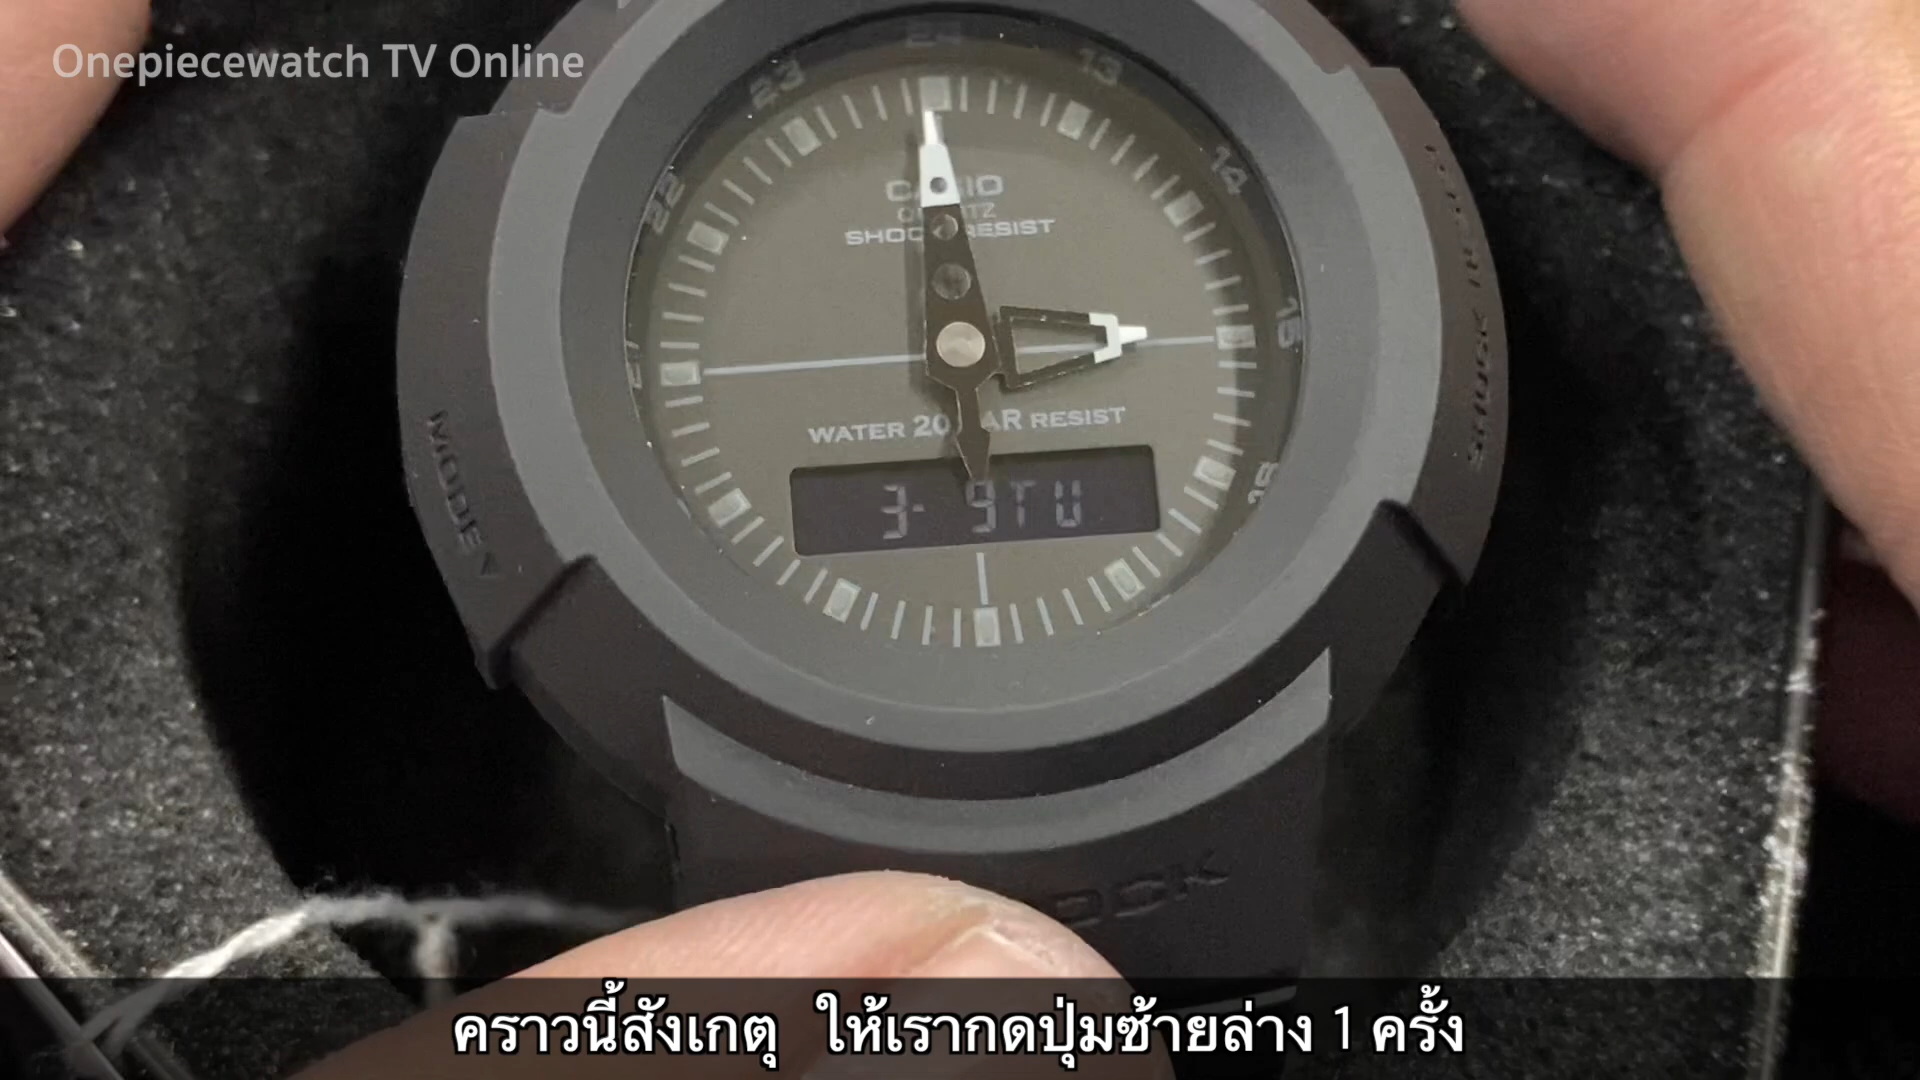 Onepiecewatch TV Online
24
23
13
22
14
21
15
16
CASIO
SHOCK RESIST
WATER 20 BAR RESIST
MODE
3- 9TU
คราวนี้สังเกตุ ให้เรากดปุ่มซ้ายล่าง 1 ครั้ง